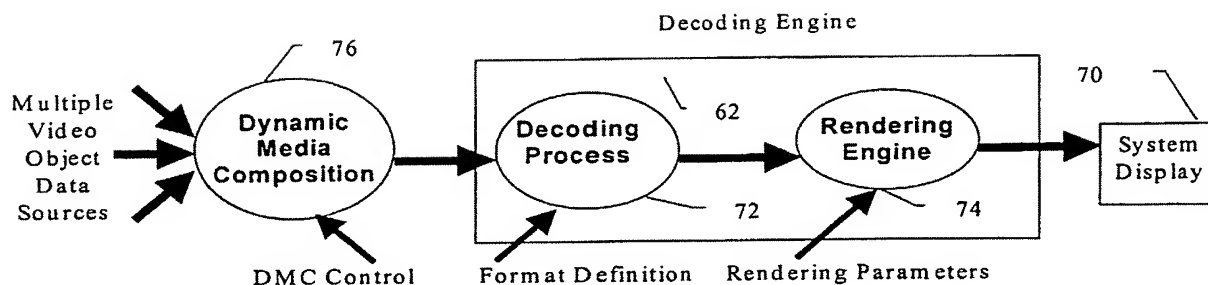 Decoding Engine
76
70
Multiple
Video
Object
Data
Sources
Dynamic
Media
Composition
Decoding
Process
62
Rendering
Engine
System
Display
72
74
DMC Control
Format Definition
Rendering Parameters